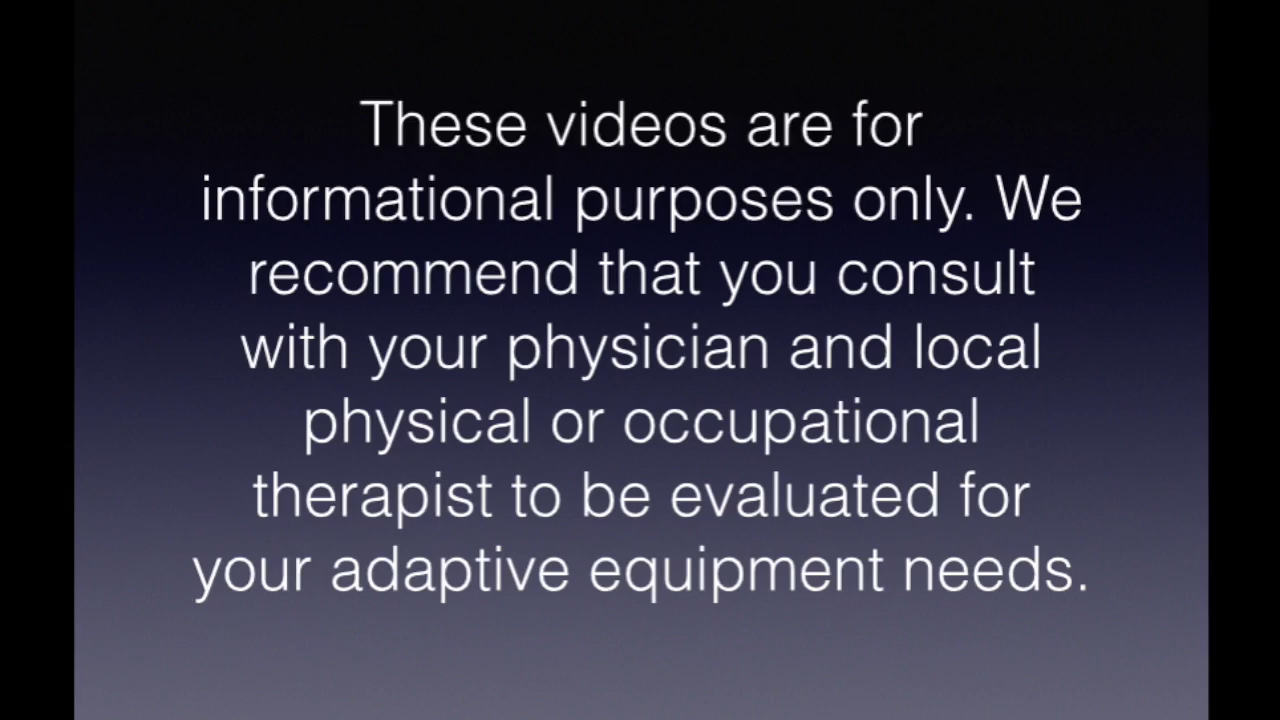 These videos are for
informational purposes only. We
recommend that you consult
with your physician and local
physical or occupational
therapist to be evaluated for
your adaptive equipment needs.